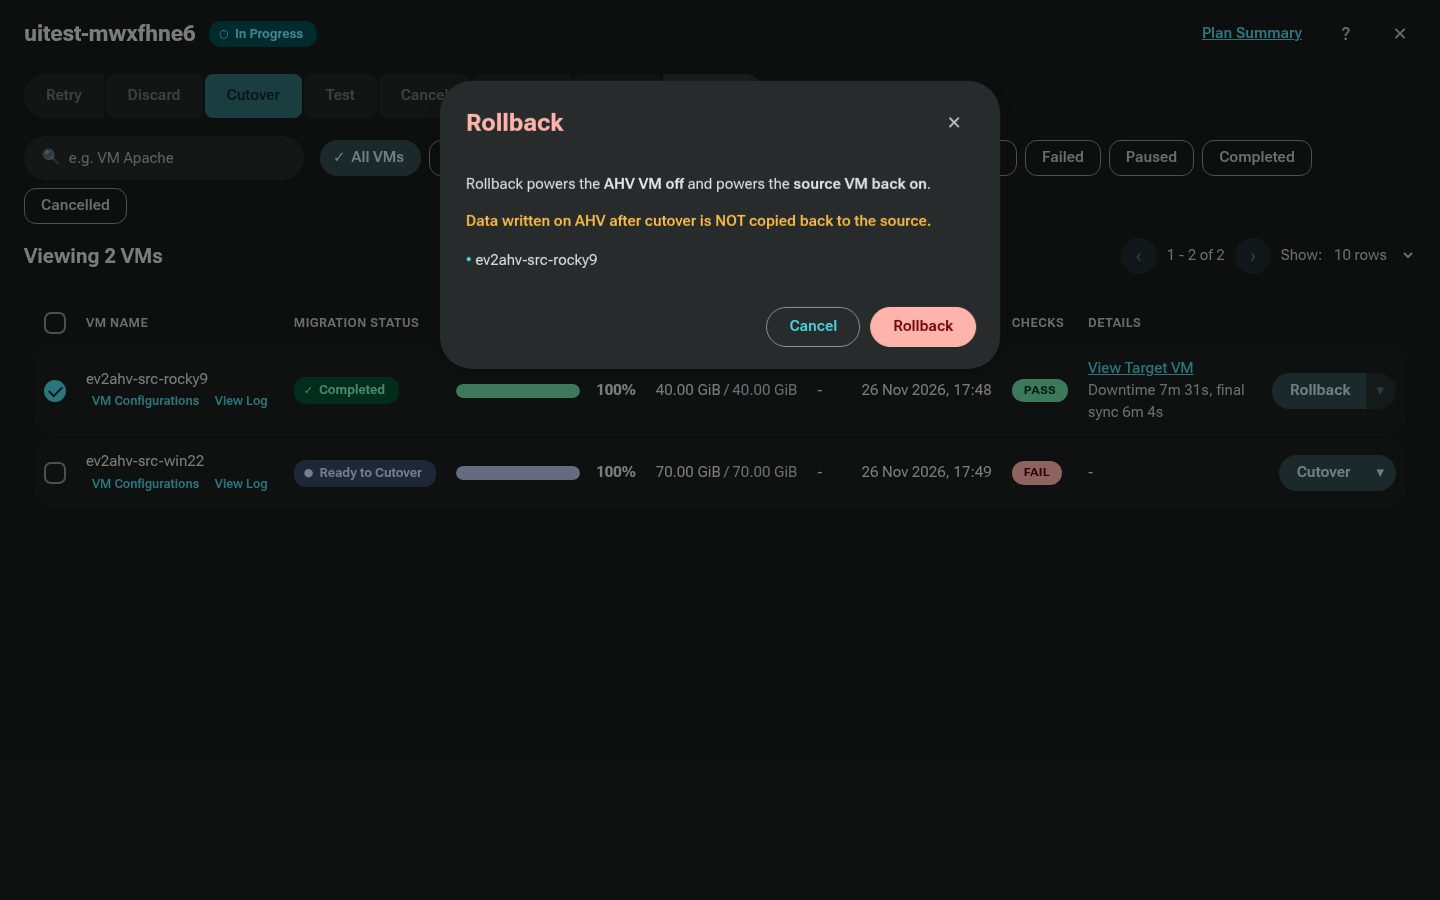 uitest-mwxfhne6
In Progress
Plan Summary
?
Retry
Discard
Cutover
Test
Cancel
Rollback
e.g. VM Apache
✓ All VMs
Failed
Paused
Completed
Cancelled
Rollback powers the AHV VM off and powers the source VM back on.
Data written on AHV after cutover is NOT copied back to the source.
• ev2ahv-src-rocky9
Cancel
Rollback
Viewing 2 VMs
1 - 2 of 2
Show: 10 rows
VM NAME
MIGRATION STATUS
CHECKS
DETAILS
ev2ahv-src-rocky9
VM Configurations
View Log
✓ Completed
100%
40.00 GiB / 40.00 GiB
-
26 Nov 2026, 17:48
PASS
View Target VM
Downtime 7m 31s, final
sync 6m 4s
Rollback
ev2ahv-src-win22
VM Configurations
View Log
Ready to Cutover
100%
70.00 GiB / 70.00 GiB
-
26 Nov 2026, 17:49
FAIL
-
Cutover